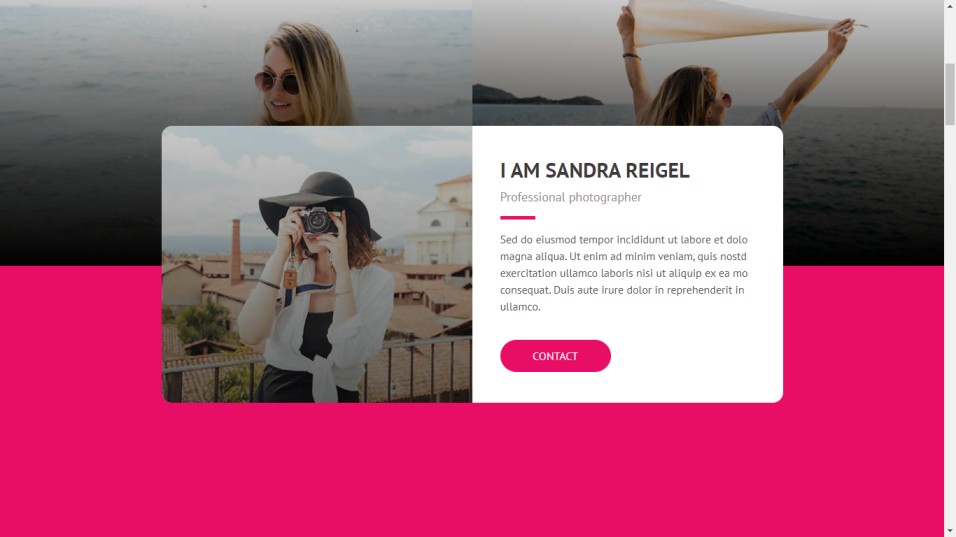 I AM SANDRA REIGEL
Professional photographer
Sed do eiusmod tempor incididunt ut labore et dolo
magna aliqua. Ut enim ad minim veniam, quis nostd
exercitation ullamco laboris nisi ut aliquip ex ea mo
consequat. Duis aute irure dolor in reprehenderit in
ullamco.
CONTACT